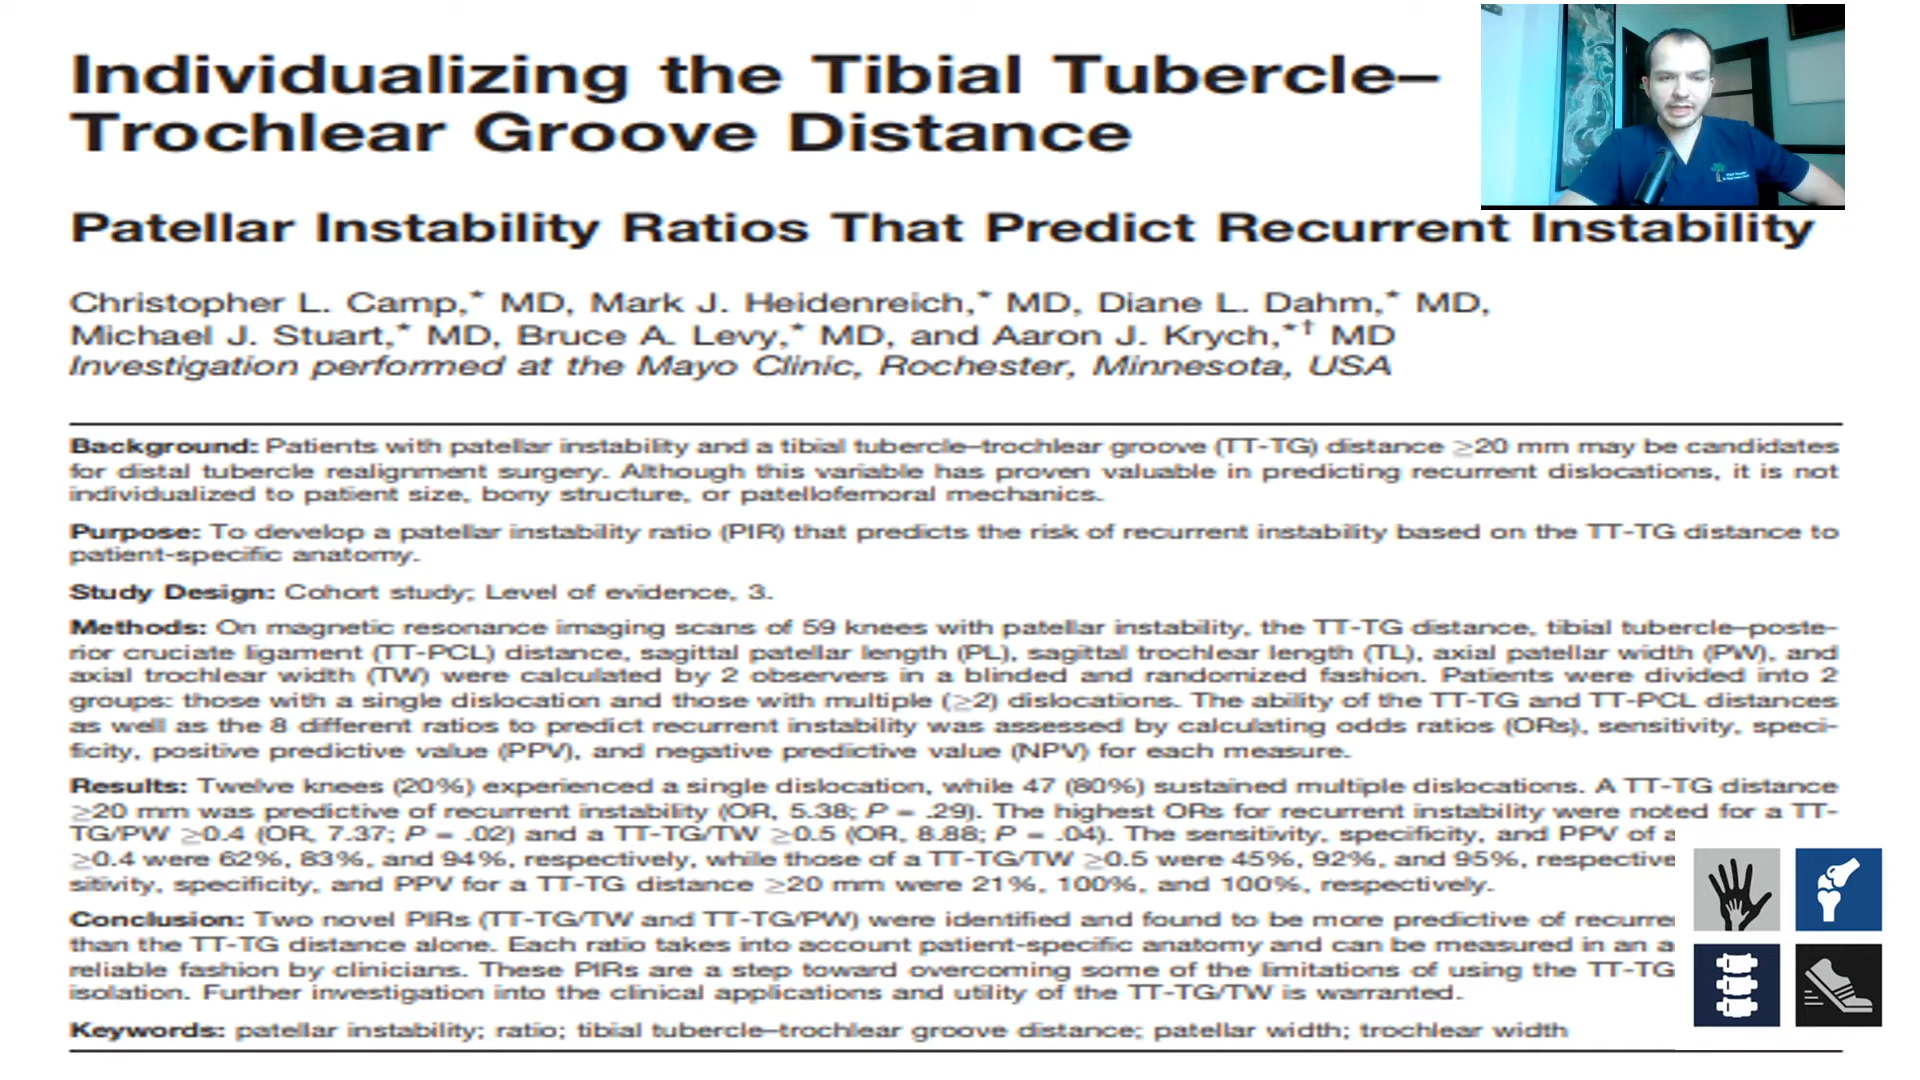 Individualizing the Tibial Tubercle–
Trochlear Groove Distance
Patellar Instability Ratios That Predict Recurrent Instability
Christopher L. Camp,* MD, Mark J. Heidenreich,* MD, Diane L. Dahm,* MD,
Michael J. Stuart,* MD, Bruce A. Levy,* MD, and Aaron J. Krych,*† MD
Investigation performed at the Mayo Clinic, Rochester, Minnesota, USA
Background: Patients with patellar instability and a tibial tubercle–trochlear groove (TT-TG) distance ≥20 mm may be candidates
for distal tubercle realignment surgery. Although this variable has proven valuable in predicting recurrent dislocations, it is not
individualized to patient size, bony structure, or patellofemoral mechanics.
Purpose: To develop a patellar instability ratio (PIR) that predicts the risk of recurrent instability based on the TT-TG distance to
patient-specific anatomy.
Study Design: Cohort study; Level of evidence, 3.
Methods: On magnetic resonance imaging scans of 59 knees with patellar instability, the TT-TG distance, tibial tubercle–poste-
rior cruciate ligament (TT-PCL) distance, sagittal patellar length (PL), sagittal trochlear length (TL), axial patellar width (PW), and
axial trochlear width (TW) were calculated by 2 observers in a blinded and randomized fashion. Patients were divided into 2
groups: those with a single dislocation and those with multiple (≥2) dislocations. The ability of the TT-TG and TT-PCL distances
as well as the 8 different ratios to predict recurrent instability was assessed by calculating odds ratios (ORs), sensitivity, speci-
ficity, positive predictive value (PPV), and negative predictive value (NPV) for each measure.
Results: Twelve knees (20%) experienced a single dislocation, while 47 (80%) sustained multiple dislocations. A TT-TG distance
≥20 mm was predictive of recurrent instability (OR, 5.38; P = .29). The highest ORs for recurrent instability were noted for a TT-
TG/PW ≥0.4 (OR, 7.37; P = .02) and a TT-TG/TW ≥0.5 (OR, 8.88; P = .04). The sensitivity, specificity, and PPV of a
≥0.4 were 62%, 83%, and 94%, respectively, while those of a TT-TG/TW ≥0.5 were 45%, 92%, and 95%, respective
sitivity, specificity, and PPV for a TT-TG distance ≥20 mm were 21%, 100%, and 100%, respectively.
Conclusion: Two novel PIRs (TT-TG/TW and TT-TG/PW) were identified and found to be more predictive of recurre
than the TT-TG distance alone. Each ratio takes into account patient-specific anatomy and can be measured in an a
reliable fashion by clinicians. These PIRs are a step toward overcoming some of the limitations of using the TT-TG
isolation. Further investigation into the clinical applications and utility of the TT-TG/TW is warranted.
Keywords: patellar instability; ratio; tibial tubercle–trochlear groove distance; patellar width; trochlear width